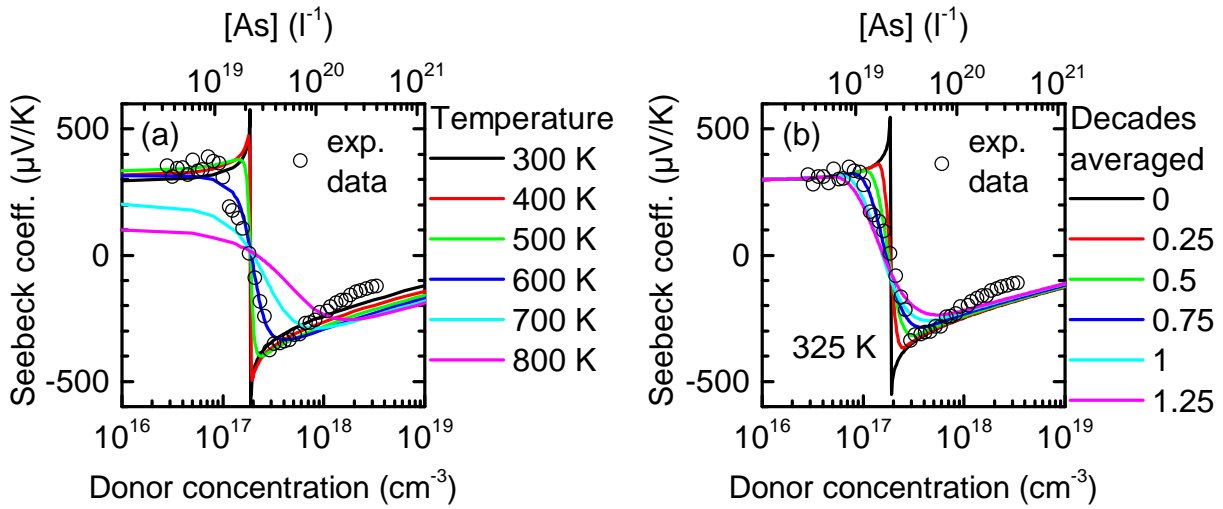 [As] (l⁻¹)
10¹⁹ 10²⁰ 10²¹
Seebeck coeff. (µV/K)
500
0
-500
(a)
exp.
data
10¹⁶ 10¹⁷ 10¹⁸ 10¹⁹
Donor concentration (cm⁻³)
Temperature
300 K
400 K
500 K
600 K
700 K
800 K
[As] (l⁻¹)
10¹⁹ 10²⁰ 10²¹
Seebeck coeff. (µV/K)
500
0
-500
(b)
exp.
data
325 K
10¹⁶ 10¹⁷ 10¹⁸ 10¹⁹
Donor concentration (cm⁻³)
Decades
averaged
0
0.25
0.5
0.75
1
1.25